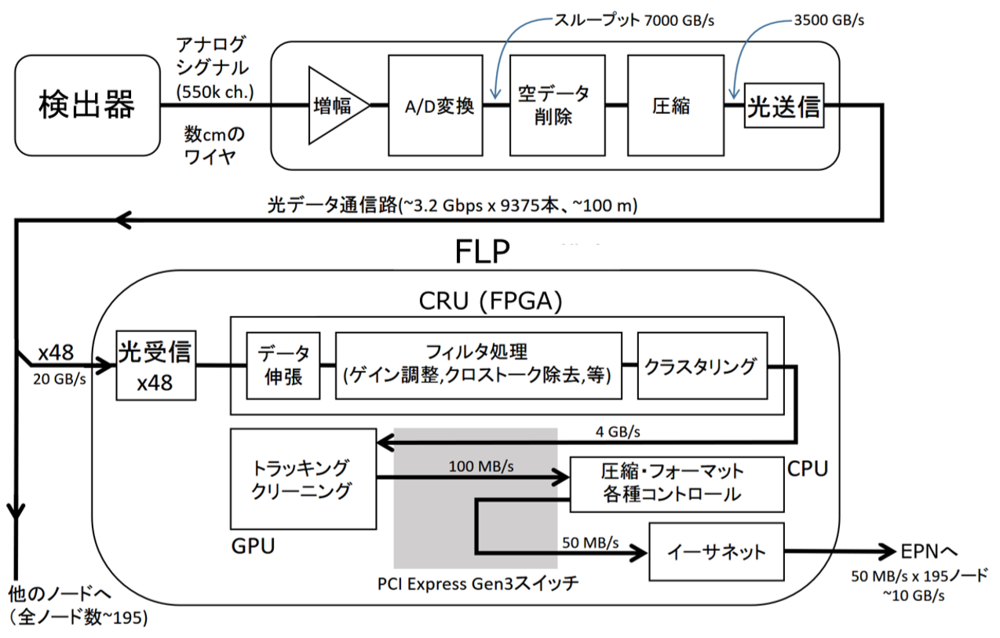 スループット 7000 GB/s
3500 GB/s
アナログ
シグナル
(550k ch.)
検出器
数cmの
ワイヤ
増幅
A/D変換
空データ
削除
圧縮
光送信
光データ通信路(~3.2 Gbps x 9375本、~100 m)
FLP
CRU (FPGA)
x48
20 GB/s
光受信
x48
データ
伸張
フィルタ処理
(ゲイン調整,クロストーク除去,等)
クラスタリング
4 GB/s
トラッキング
クリーニング
GPU
100 MB/s
圧縮・フォーマット
各種コントロール
CPU
50 MB/s
イーサネット
PCI Express Gen3スイッチ
EPNへ
50 MB/s x 195ノード
~10 GB/s
他のノードへ
(全ノード数~195)